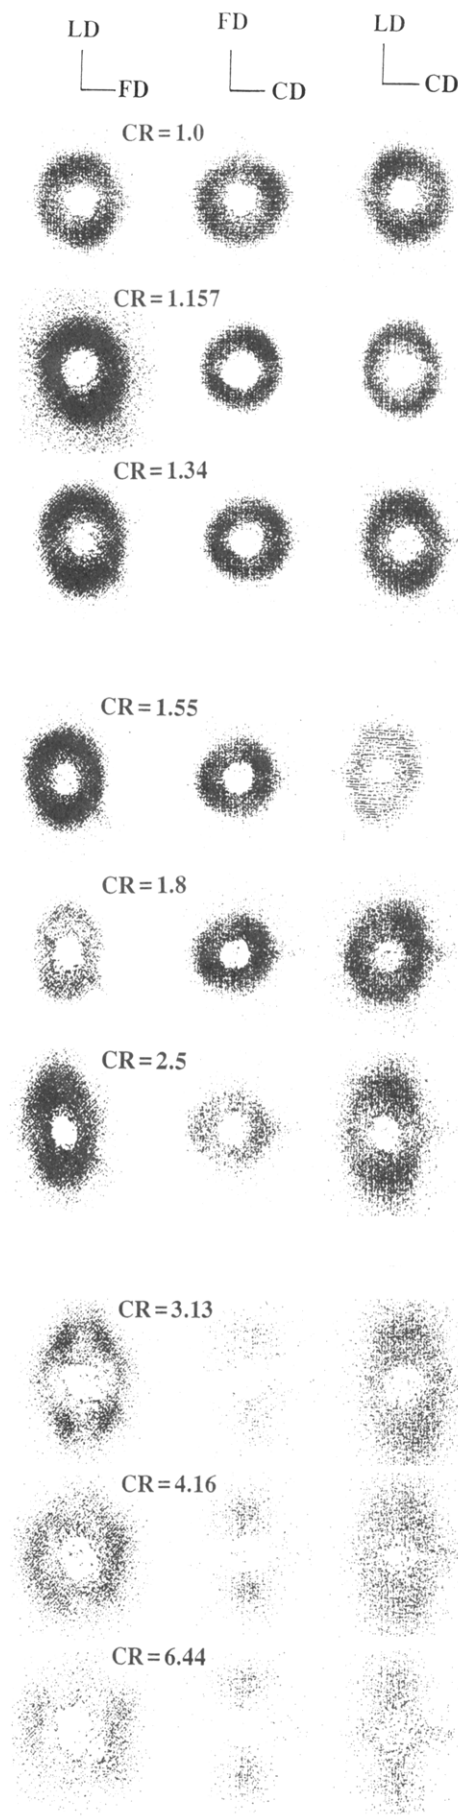 LD FD LD
FD CD CD
CR=1.0
CR=1.157
CR=1.34
CR=1.55
CR=1.8
CR=2.5
CR=3.13
CR=4.16
CR=6.44